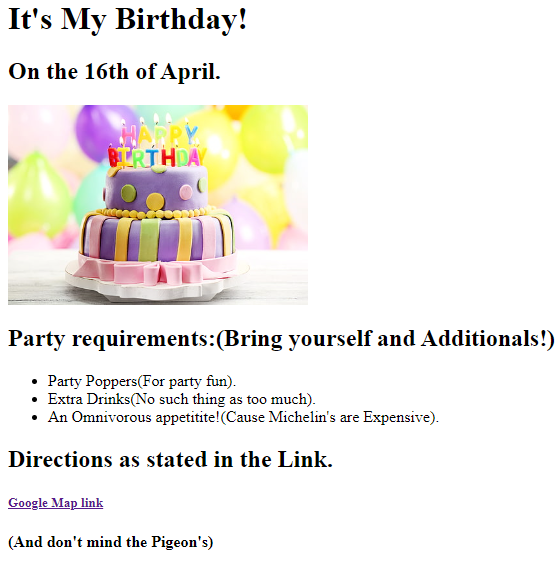 It's My Birthday!
On the 16th of April.
HAPPY
BIRTHDAY
Party requirements:(Bring yourself and Additionals!)
Party Poppers(For party fun).
Extra Drinks(No such thing as too much).
An Omnivorous appetitite!(Cause Michelin's are Expensive).
Directions as stated in the Link.
Google Map link
(And don't mind the Pigeon's)